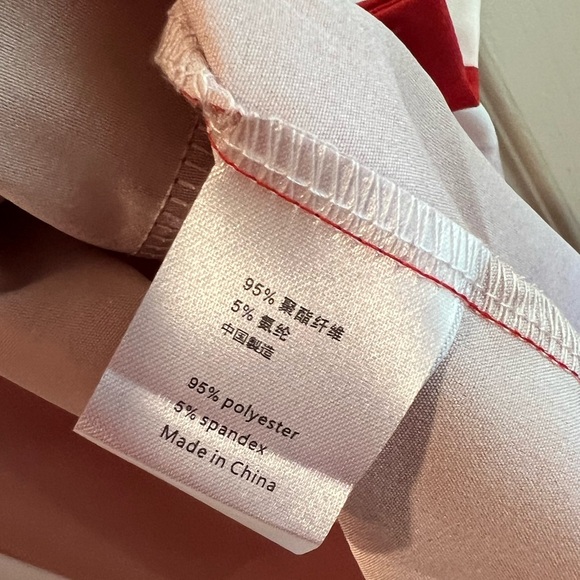 95% 聚酯纤维
5% 氨纶
中国製造
95% polyester
5% spandex
Made in China